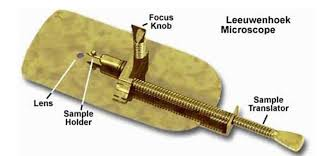 Focus
Knob
Leeuwenhoek
Microscope
Lens
Sample
Holder
Sample
Translator